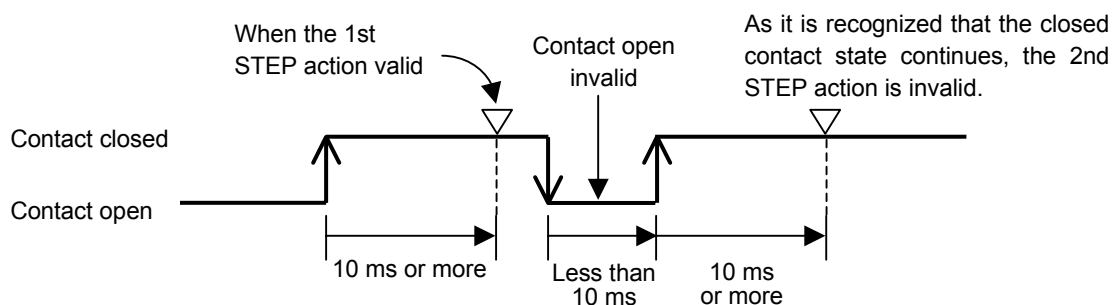 When the 1st
STEP action valid
Contact open
invalid
As it is recognized that the closed
contact state continues, the 2nd
STEP action is invalid.
Contact closed
Contact open
10 ms or more
Less than
10 ms
10 ms
or more